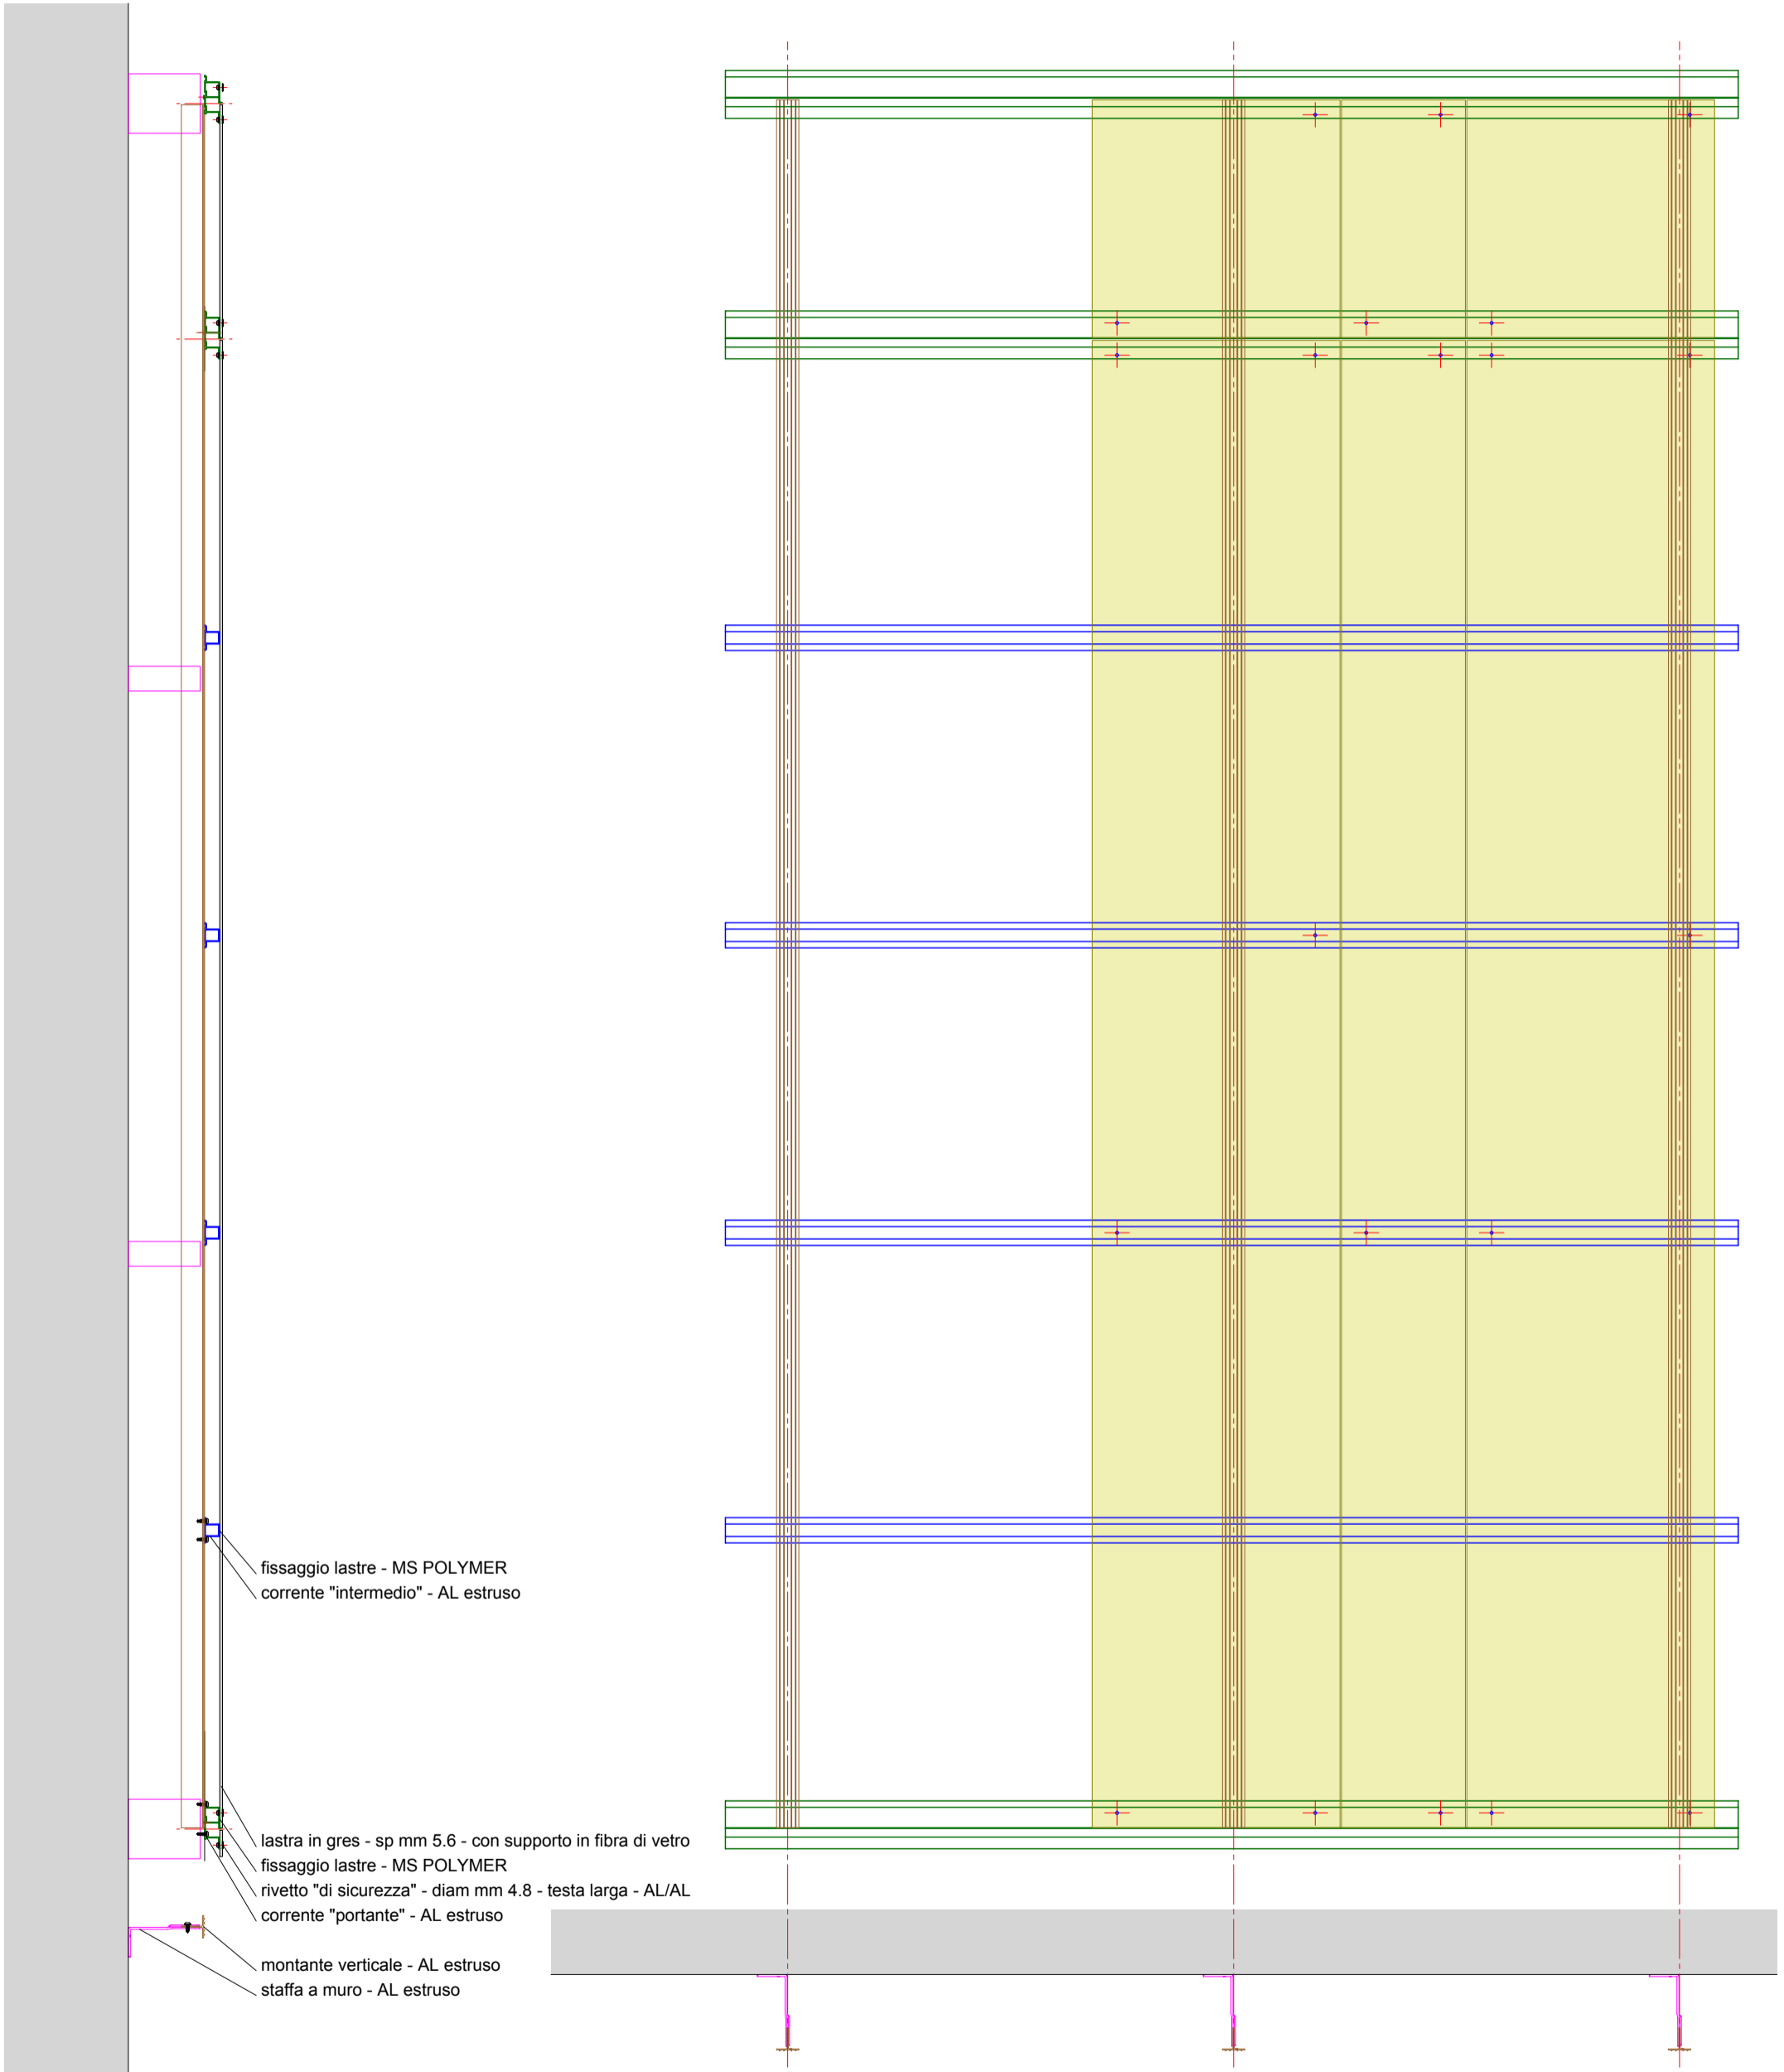 fissaggio lastre - MS POLYMER
corrente "intermedio" - AL estruso
lastra in gres - sp mm 5.6 - con supporto in fibra di vetro
fissaggio lastre - MS POLYMER
rivetto "di sicurezza" - diam mm 4.8 - testa larga - AL/AL
corrente "portante" - AL estruso
montante verticale - AL estruso
staffa a muro - AL estruso